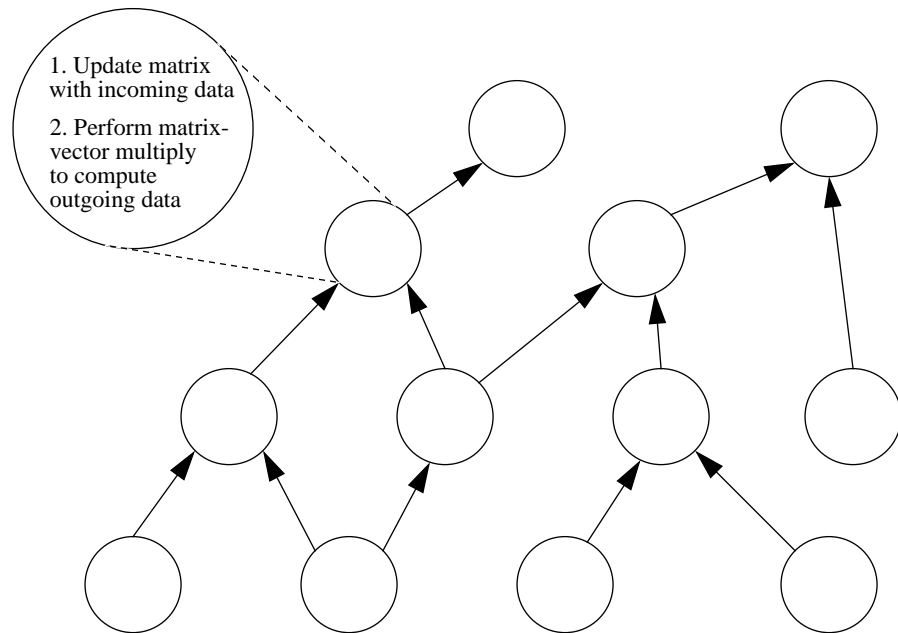 1. Update matrix
with incoming data
2. Perform matrix-
vector multiply
to compute
outgoing data